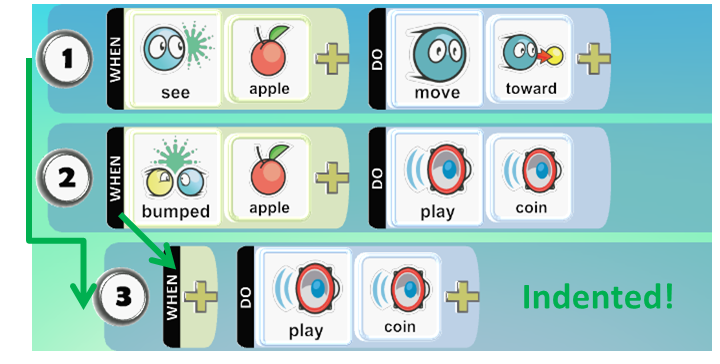 1 WHEN see apple DO move toward
2 WHEN bumped apple DO play coin
3 WHEN DO play coin Indented!